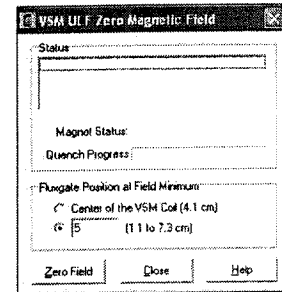 VSM ULF Zero Magnetic Field
Status
Magnet Status:
Quench Progress
Fluxgate Position at Field Minimum
Center of the VSM Coil (4.1 cm)
5 (1.1 to 7.3 cm)
Zero Field Close Help